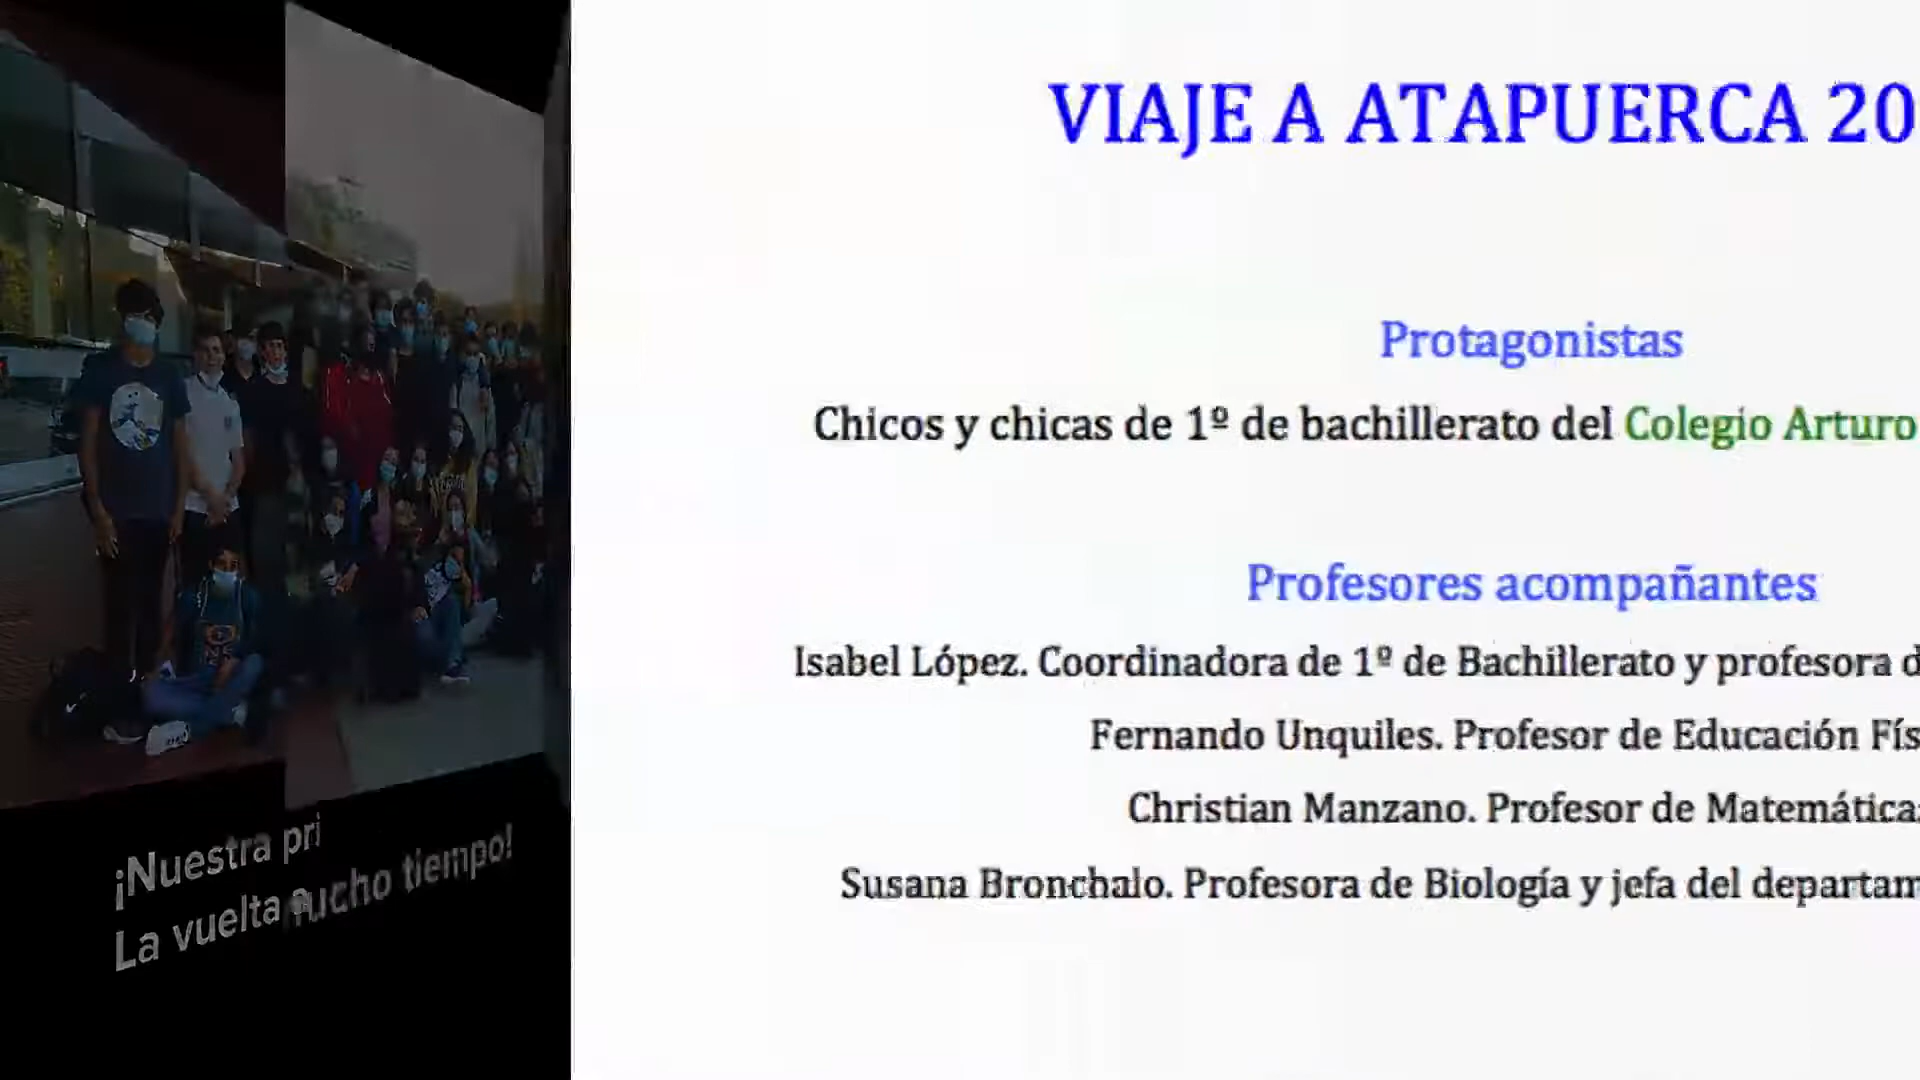 VIAJE A ATAPUERCA 20
Protagonistas
Chicos y chicas de 1º de bachillerato del Colegio Arturo
Profesores acompañantes
Isabel López. Coordinadora de 1º de Bachillerato y profesora d
Fernando Unquiles. Profesor de Educación Fís
Christian Manzano. Profesor de Matemática
Susana Bronchalo. Profesora de Biología y jefa del departam
¡Nuestra pri
La vuelta a ucho tiempo!